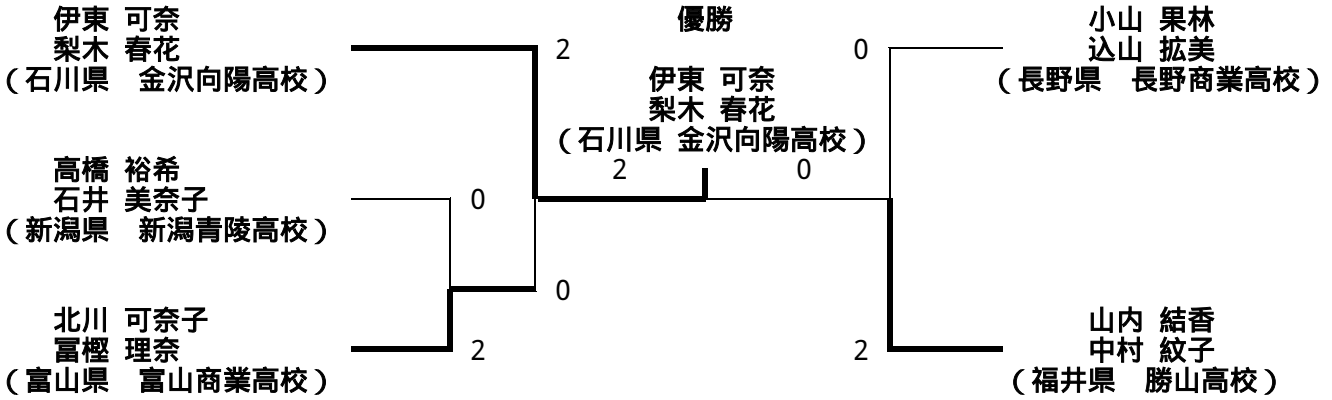 伊東 可奈
梨木 春花
(石川県　金沢向陽高校)
2
高橋 裕希
石井 美奈子
(新潟県　新潟青陵高校)
0
0
北川 可奈子
冨樫 理奈
(富山県　富山商業高校)
2
優勝
伊東 可奈
梨木 春花
(石川県 金沢向陽高校)
2 0
小山 果林
込山 拡美
(長野県　長野商業高校)
0
山内 結香
中村 紋子
(福井県　勝山高校)
2